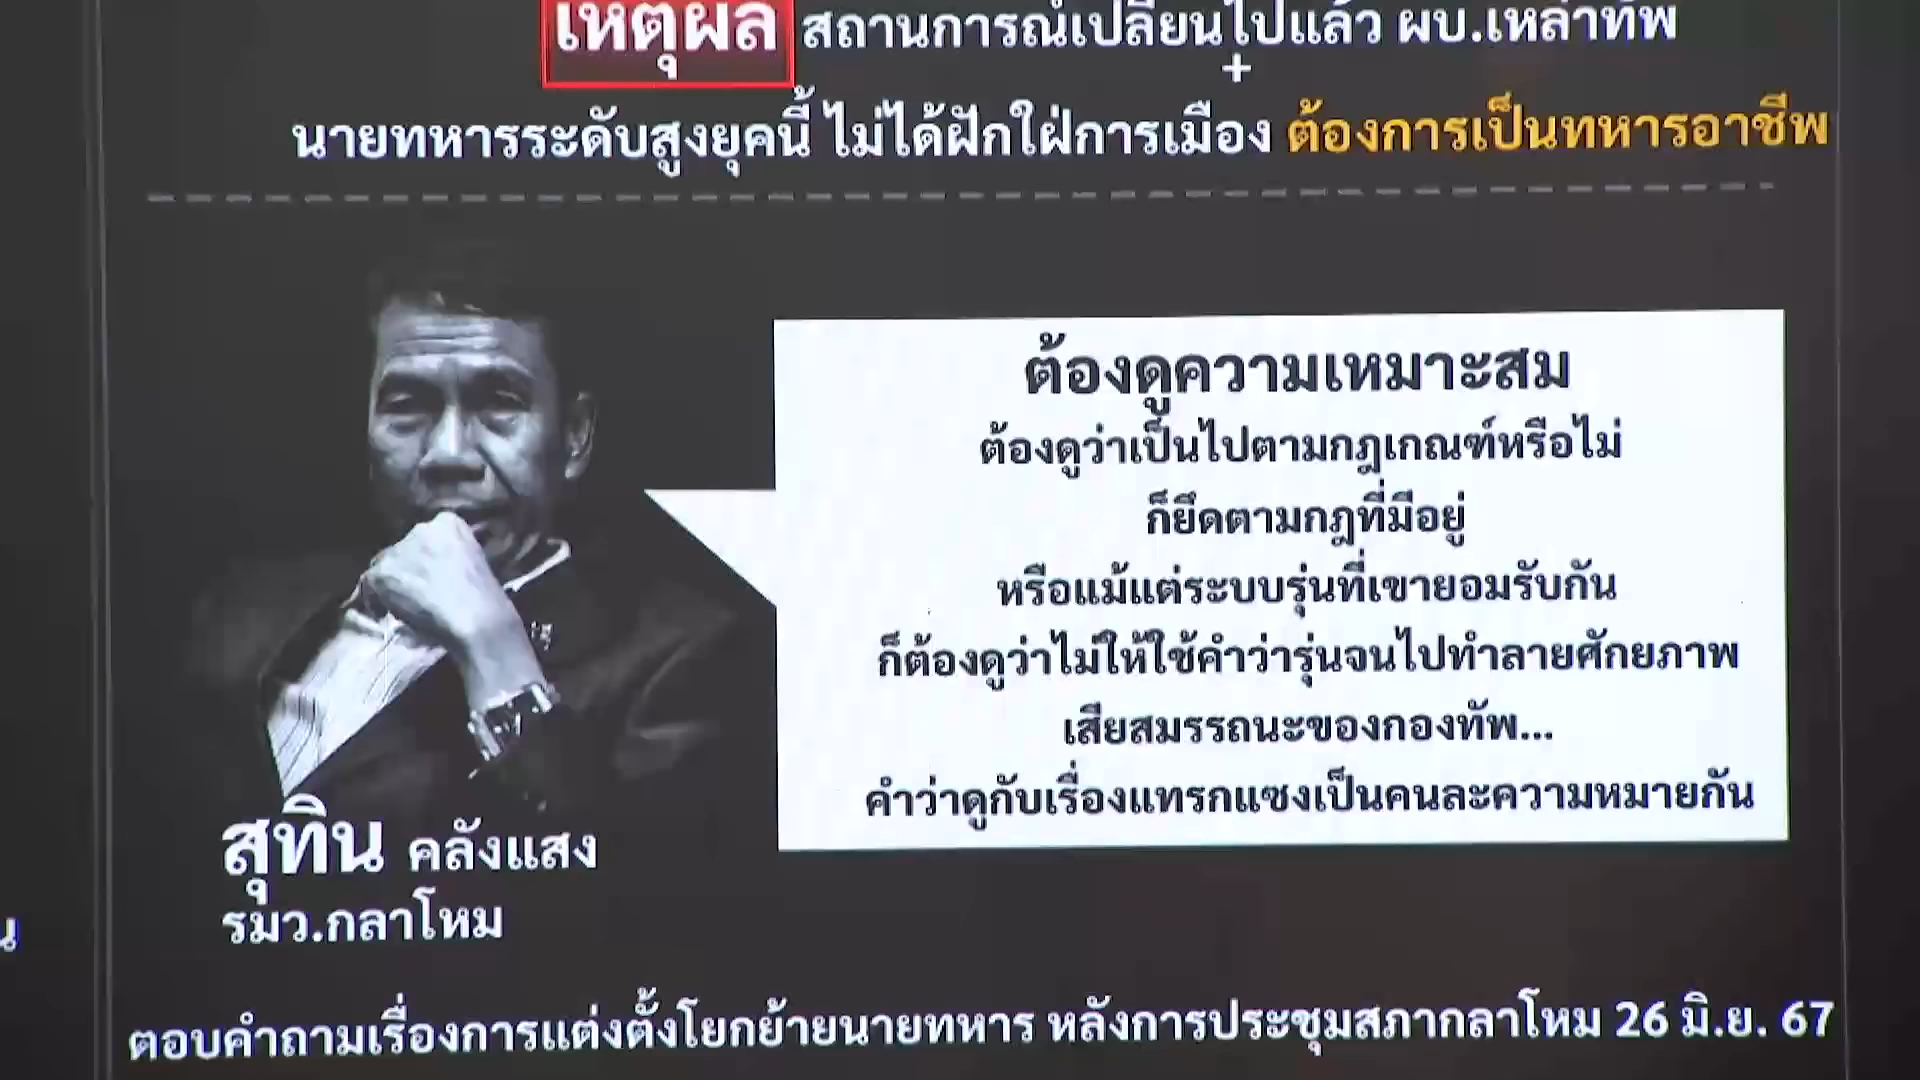 เหตุผล สถานการณ์เปลี่ยนไปแล้ว ผบ.เหล่าทัพ
+
นายทหารระดับสูงยุคนี้ ไม่ได้ฝักใฝ่การเมือง ต้องการเป็นทหารอาชีพ
ต้องดูความเหมาะสม
ต้องดูว่าเป็นไปตามกฎเกณฑ์หรือไม่
ก็ยึดตามกฎที่มีอยู่
หรือแม้แต่ระบบรุ่นที่เขายอมรับกัน
ก็ต้องดูว่าไม่ให้ใช้คำว่ารุ่นจนไปทำลายศักยภาพ
เสียสมรรถนะของกองทัพ...
คำว่าดูกับเรื่องแทรกแซงเป็นคนละความหมายกัน
สุทิน คลังแสง
รมว.กลาโหม
ตอบคำถามเรื่องการแต่งตั้งโยกย้ายนายทหาร หลังการประชุมสภากลาโหม 26 มิ.ย. 67